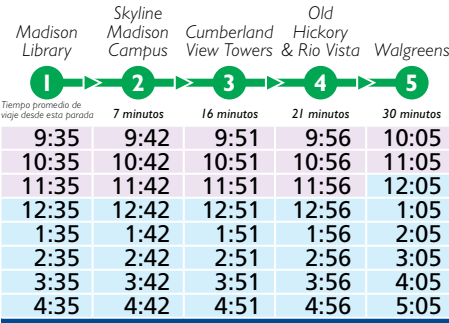 Skyline Old
Madison Madison Cumberland Hickory
Library Campus View Towers & Rio Vista Walgreens
1 2 3 4 5
Tiempo promedio de
viaje desde esta parada 7 minutos 16 minutos 21 minutos 30 minutos
9:35 9:42 9:51 9:56 10:05
10:35 10:42 10:51 10:56 11:05
11:35 11:42 11:51 11:56 12:05
12:35 12:42 12:51 12:56 1:05
1:35 1:42 1:51 1:56 2:05
2:35 2:42 2:51 2:56 3:05
3:35 3:42 3:51 3:56 4:05
4:35 4:42 4:51 4:56 5:05